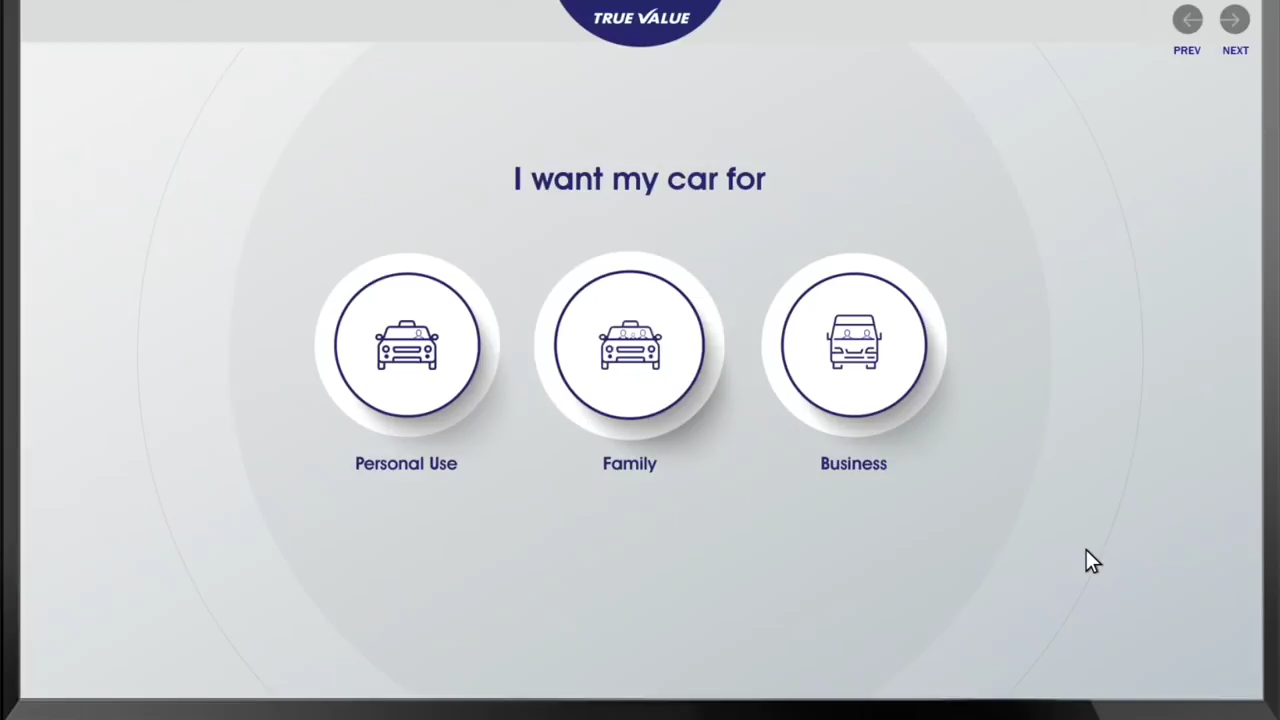 TRUE VALUE
PREV
NEXT
I want my car for
Personal Use
Family
Business